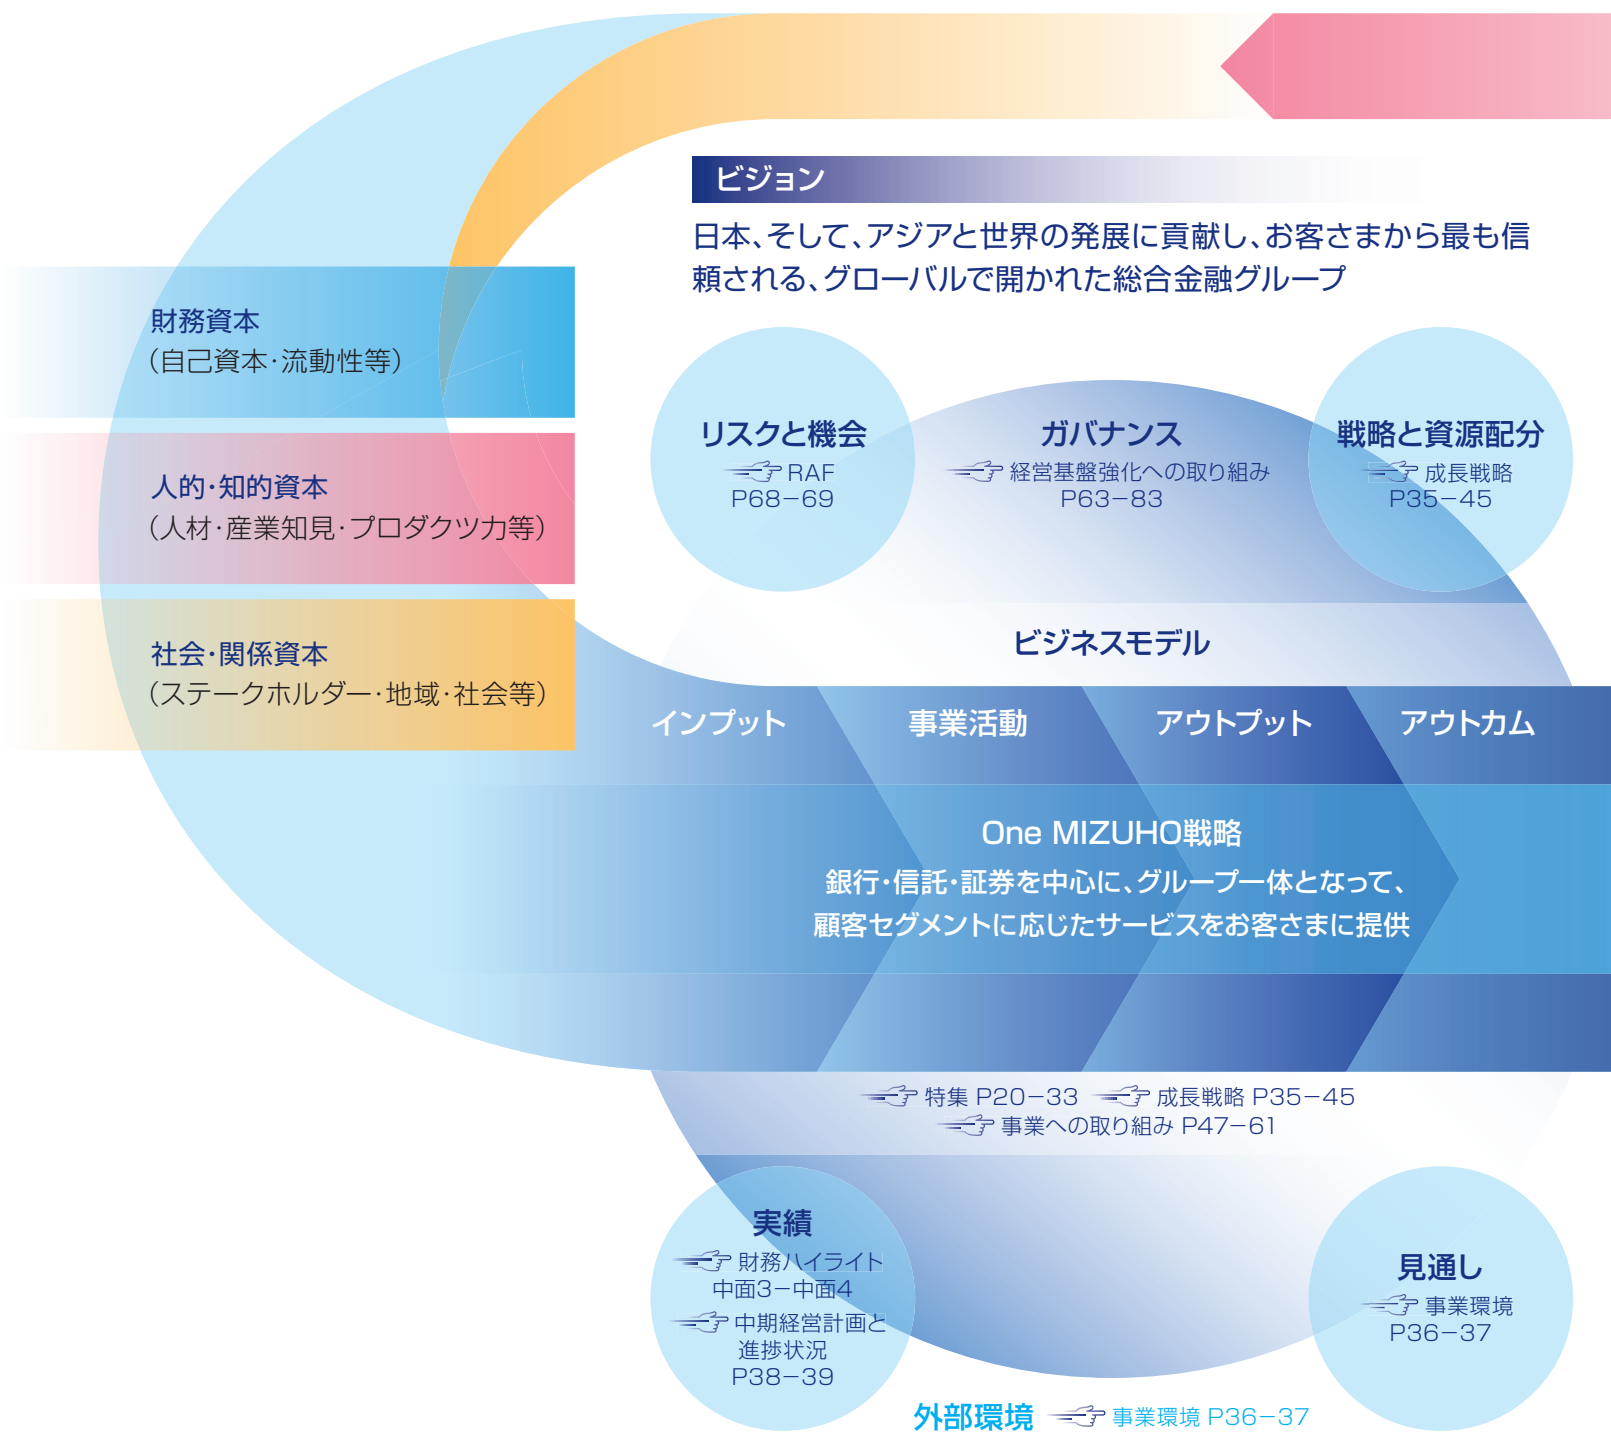 ビジョン
日本、そして、アジアと世界の発展に貢献し、お客さまから最も信
頼される、グローバルで開かれた総合金融グループ
財務資本
（自己資本・流動性等）
人的・知的資本
（人材・産業知見・プロダクツ力等）
社会・関係資本
（ステークホルダー・地域・社会等）
リスクと機会
RAF
P68−69
ガバナンス
経営基盤強化への取り組み
P63−83
戦略と資源配分
成長戦略
P35−45
ビジネスモデル
インプット
事業活動
アウトプット
アウトカム
One MIZUHO戦略
銀行・信託・証券を中心に、グループ一体となって、
顧客セグメントに応じたサービスをお客さまに提供
特集 P20−33 成長戦略 P35−45
事業への取り組み P47−61
実績
財務ハイライト
中面3−中面4
中期経営計画と
進捗状況
P38−39
見通し
事業環境
P36−37
外部環境 事業環境 P36−37